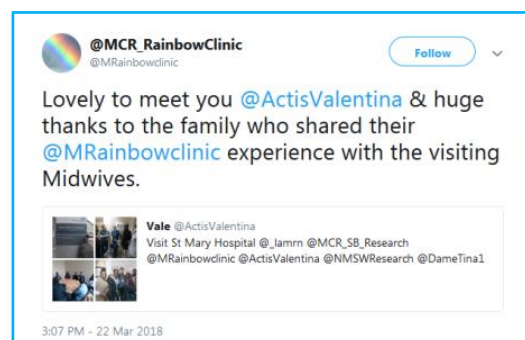 @MCR_RainbowClinic
@MRainbowclinic
Follow
Lovely to meet you @ActisValentina & huge
thanks to the family who shared their
@MRainbowclinic experience with the visiting
Midwives.
Vale @ActisValentina
Visit St Mary Hospital @_lamrn @MCR_SB_Research
@MRainbowclinic @ActisValentina @NMSWResearch @DameTina1
3:07 PM - 22 Mar 2018